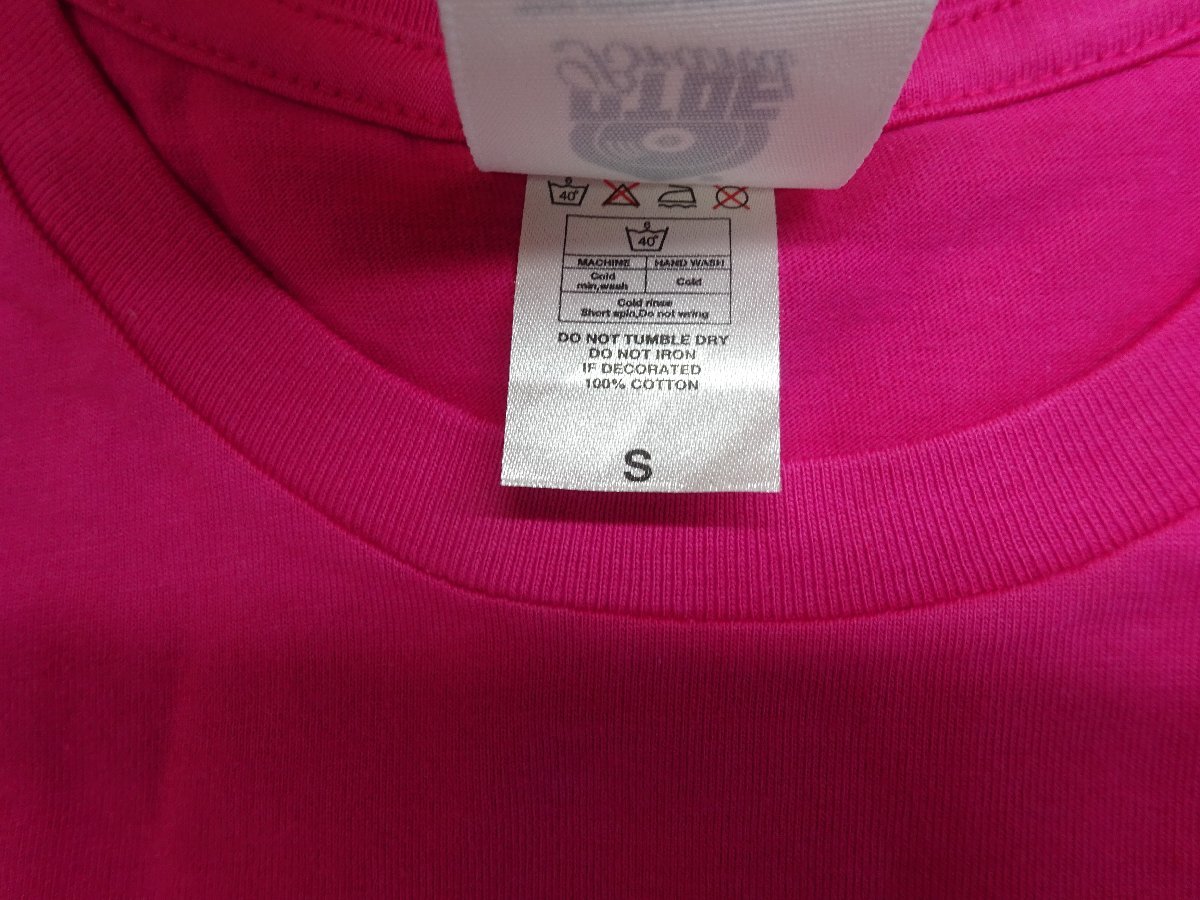 40°
6
40°
MACHINE HAND WASH
Cold
min,wash
Cold
Cold rinse
Short spin,Do not wring
DO NOT TUMBLE DRY
DO NOT IRON
IF DECORATED
100% COTTON
S